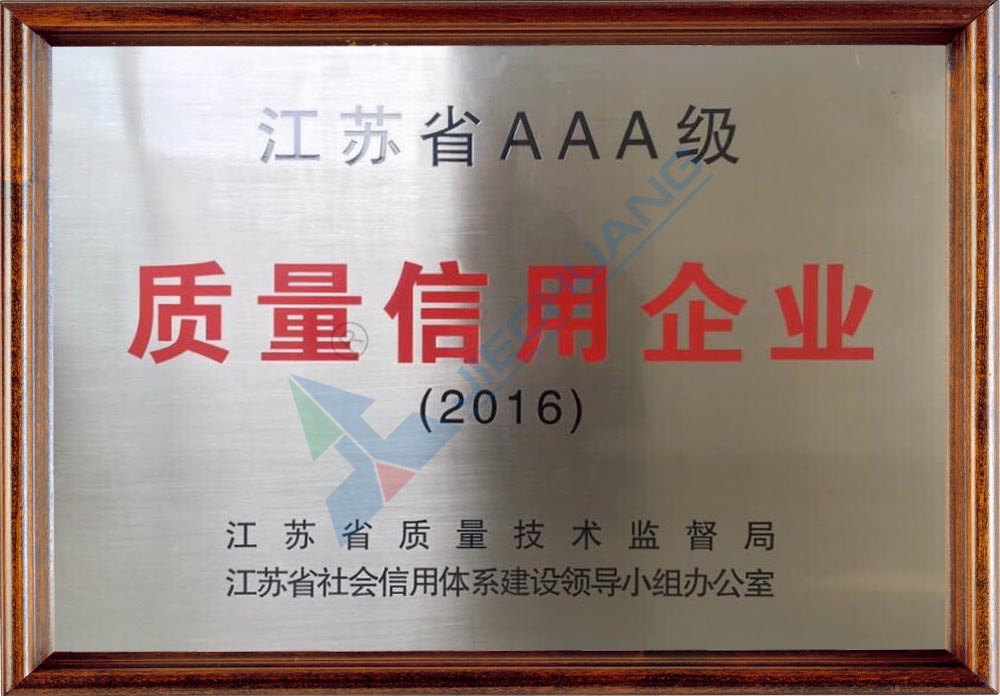 江苏省AAA级
质量信用企业
(2016)
江苏省质量技术监督局
江苏省社会信用体系建设领导小组办公室